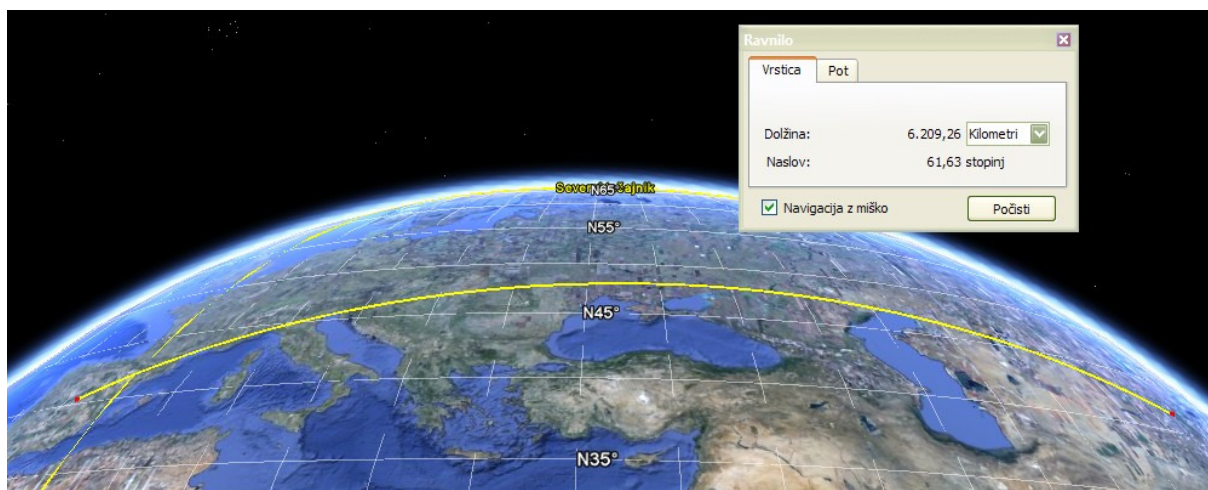 Ravnilo
Vrstica Pot
Dolžina: 6.209,26 Kilometri
Naslov: 61,63 stopinj
Navigacija z miško Počisti
N65°
N55°
N45°
N35°